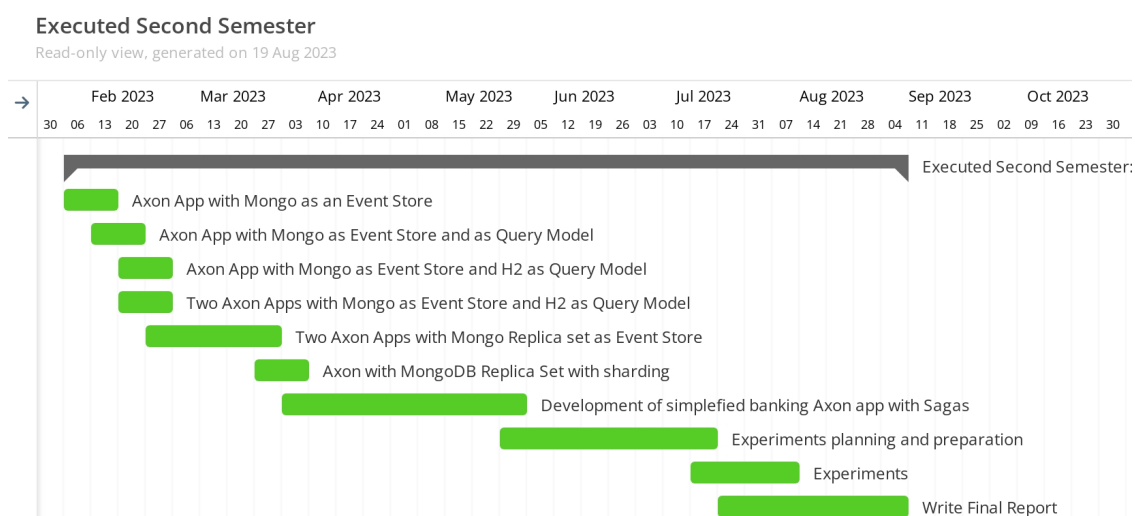 Executed Second Semester
Read-only view, generated on 19 Aug 2023
Feb 2023 Mar 2023 Apr 2023 May 2023 Jun 2023 Jul 2023 Aug 2023 Sep 2023 Oct 2023
30 06 13 20 27 06 13 20 27 03 10 17 24 01 08 15 22 29 05 12 19 26 03 10 17 24 31 07 14 21 28 04 11 18 25 02 09 16 23 30
Executed Second Semester:
Axon App with Mongo as an Event Store
Axon App with Mongo as Event Store and as Query Model
Axon App with Mongo as Event Store and H2 as Query Model
Two Axon Apps with Mongo as Event Store and H2 as Query Model
Two Axon Apps with Mongo Replica set as Event Store
Axon with MongoDB Replica Set with sharding
Development of simplefied banking Axon app with Sagas
Experiments planning and preparation
Experiments
Write Final Report